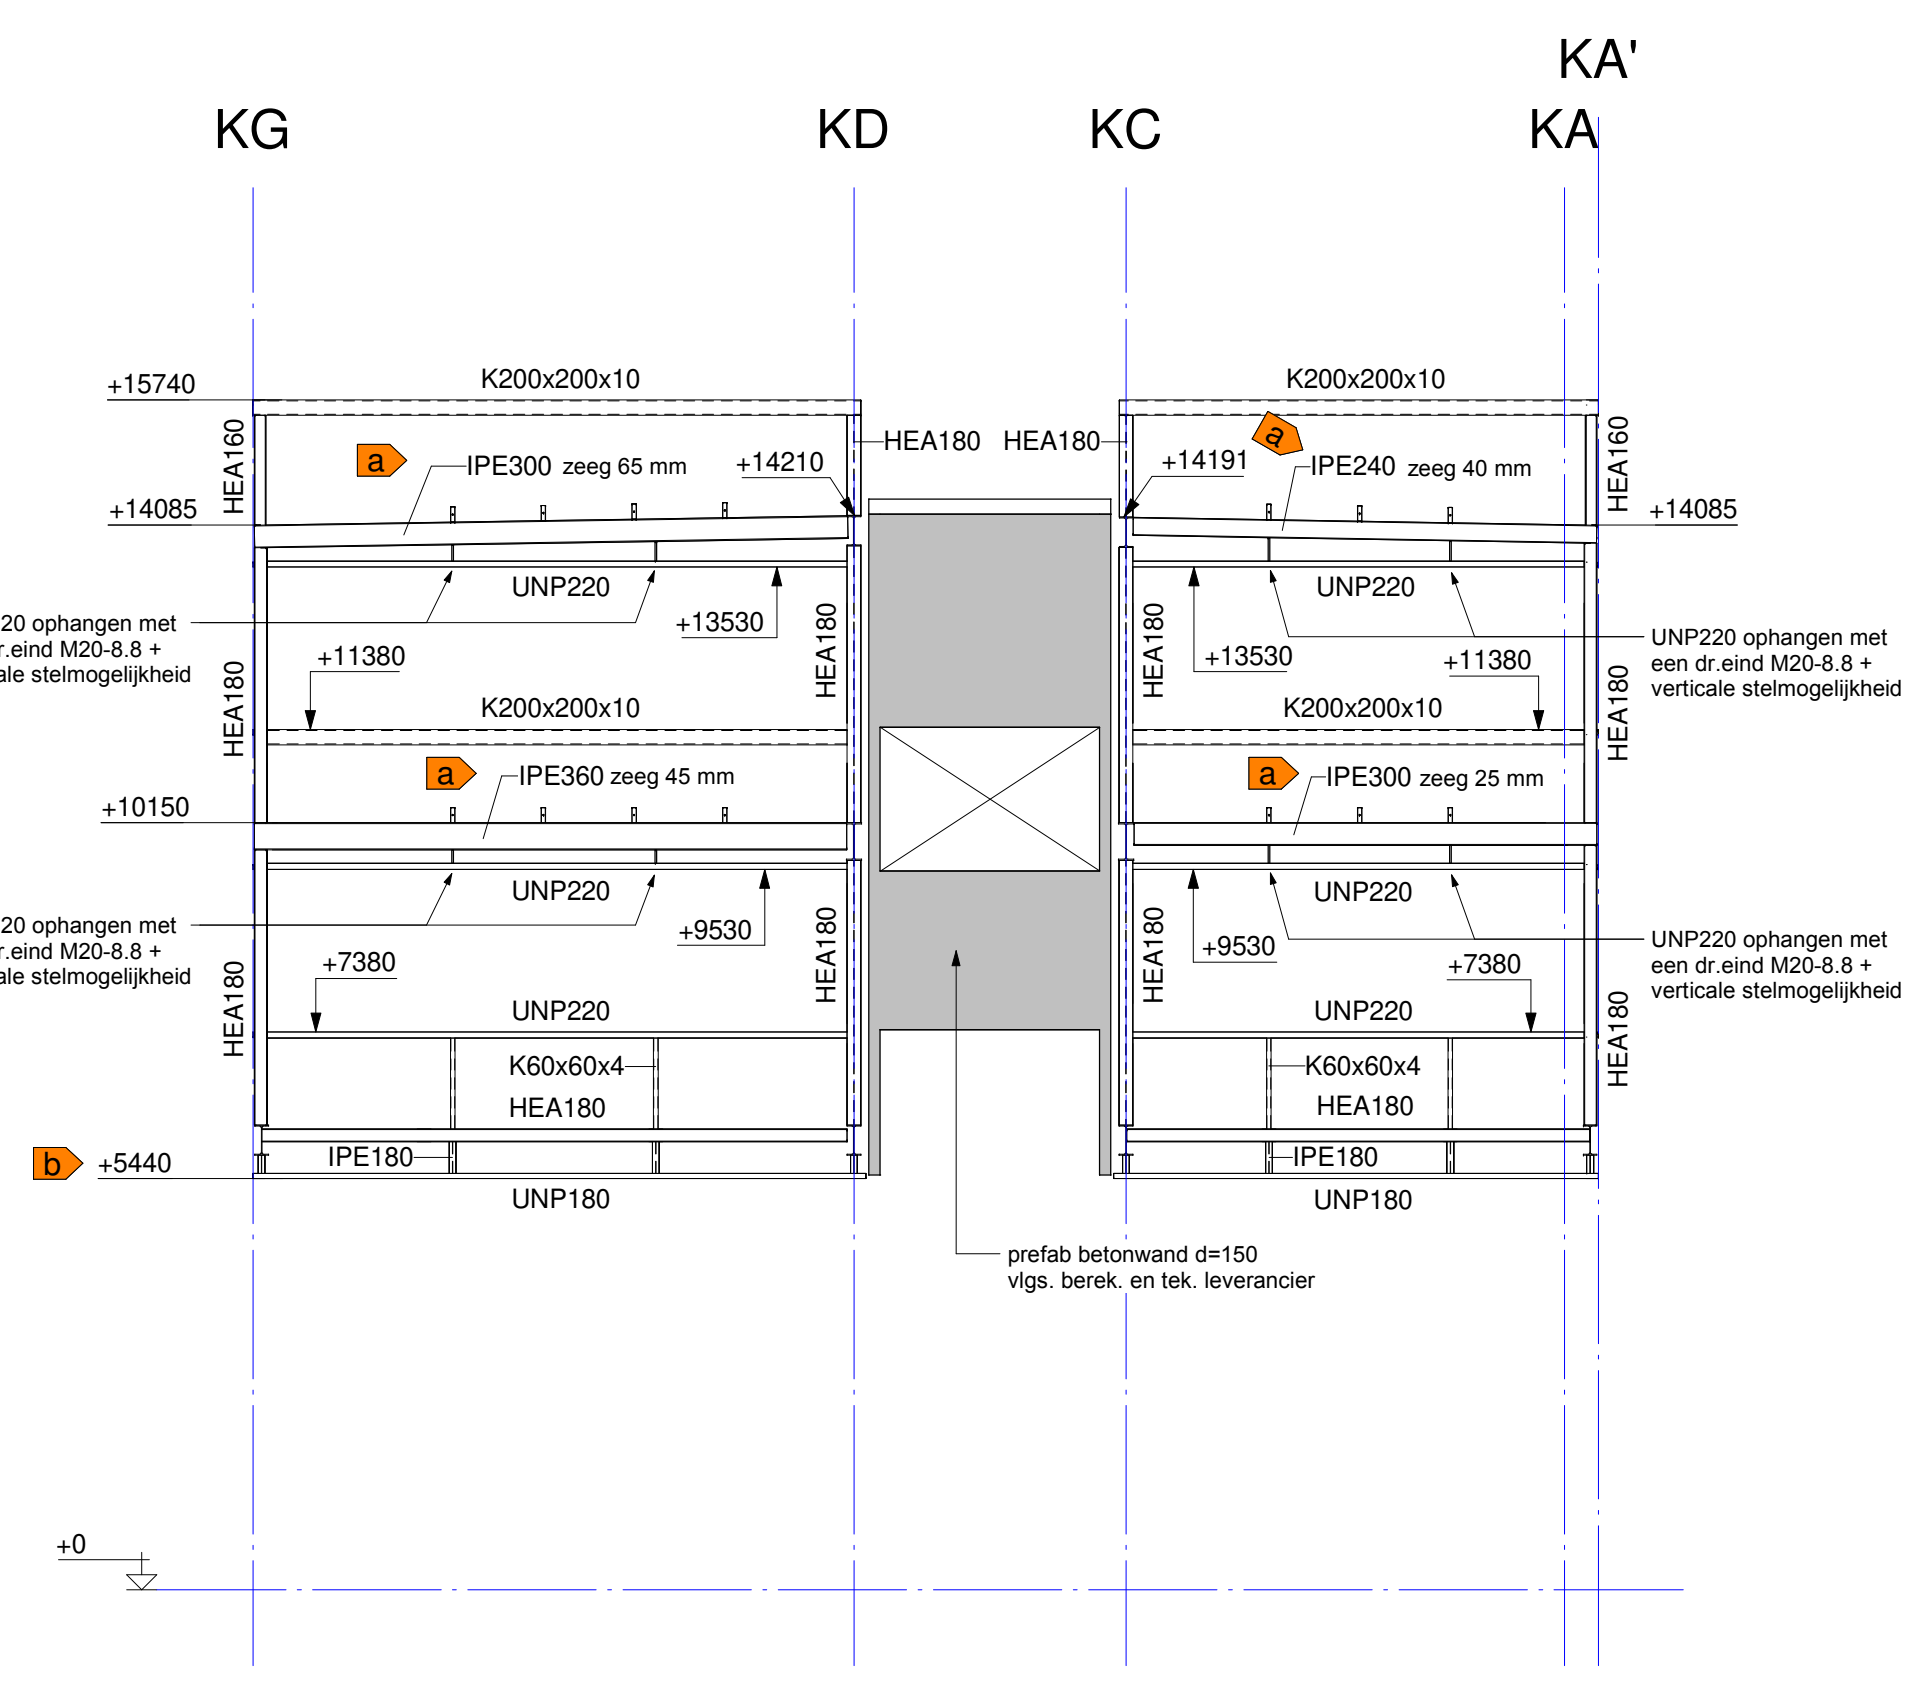 KA'
KG
KD
KC
KA
+15740
K200x200x10
K200x200x10
HEA160
a
IPE300 zeeg 65 mm
+14210
HEA180
HEA180
+14191
a
IPE240 zeeg 40 mm
HEA160
+14085
+14085
UNP220
UNP220
20 ophangen met
r.eind M20-8.8 +
ale stelmogelijkheid
+13530
HEA180
HEA180
+13530
UNP220 ophangen met
een dr.eind M20-8.8 +
verticale stelmogelijkheid
HEA180
+11380
+11380
HEA180
K200x200x10
K200x200x10
a
IPE360 zeeg 45 mm
a
IPE300 zeeg 25 mm
+10150
UNP220
UNP220
20 ophangen met
r.eind M20-8.8 +
ale stelmogelijkheid
+9530
HEA180
HEA180
+9530
UNP220 ophangen met
een dr.eind M20-8.8 +
verticale stelmogelijkheid
HEA180
+7380
+7380
HEA180
UNP220
UNP220
K60x60x4
K60x60x4
HEA180
HEA180
b
+5440
IPE180
IPE180
UNP180
UNP180
prefab betonwand d=150
vlgs. berek. en tek. leverancier
+0